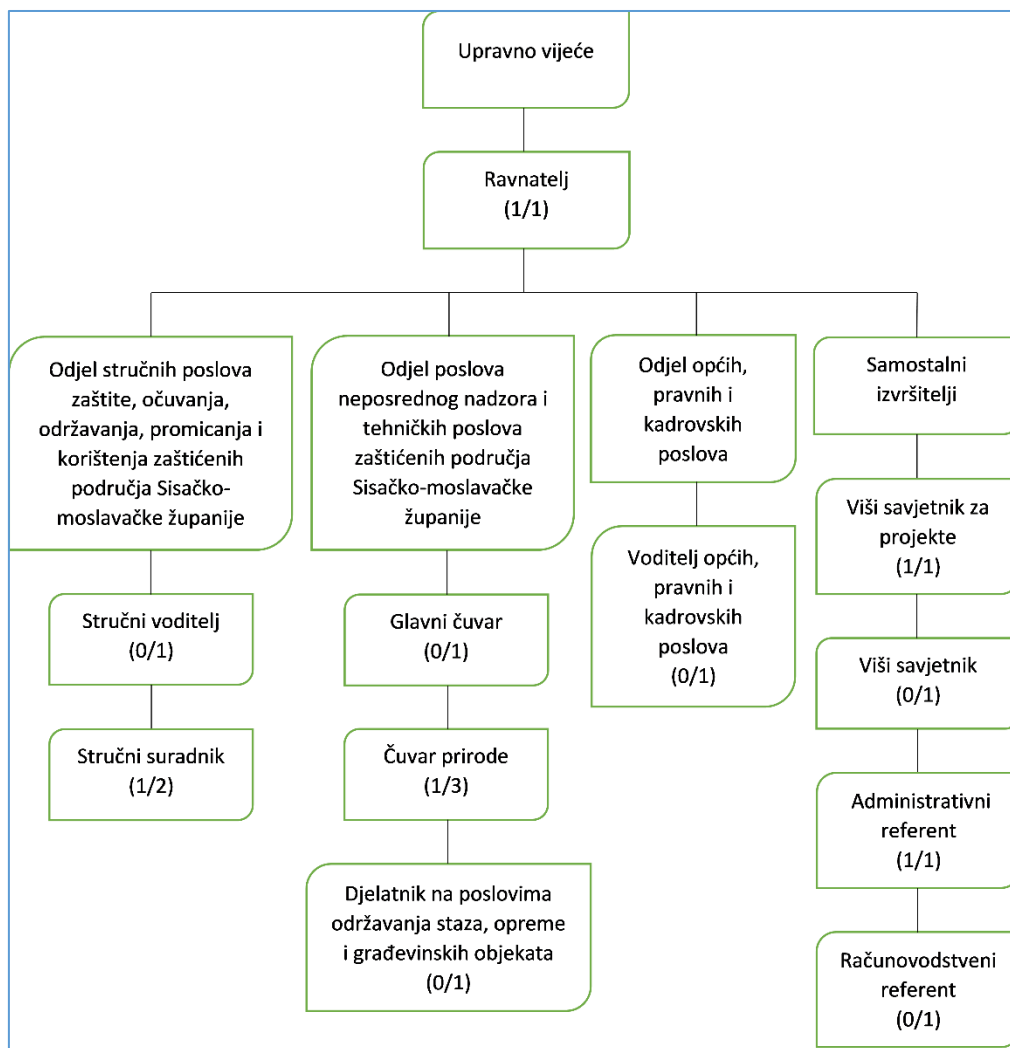 Upravno vijeće
Ravnatelj
(1/1)
Odjel stručnih poslova
zaštite, očuvanja,
održavanja, promicanja i
korištenja zaštićenih
područja Sisačko-
moslavačke županije
Stručni voditelj
(0/1)
Stručni suradnik
(1/2)
Odjel poslova
neposrednog nadzora i
tehničkih poslova
zaštićenih područja
Sisačko-moslavačke
županije
Glavni čuvar
(0/1)
Čuvar prirode
(1/3)
Djelatnik na poslovima
održavanja staza, opreme
i građevinskih objekata
(0/1)
Odjel općih,
pravnih i
kadrovskih
poslova
Voditelj općih,
pravnih i
kadrovskih
poslova
(0/1)
Samostalni
izvršitelji
Viši savjetnik za
projekte
(1/1)
Viši savjetnik
(0/1)
Administrativni
referent
(1/1)
Računovodstveni
referent
(0/1)